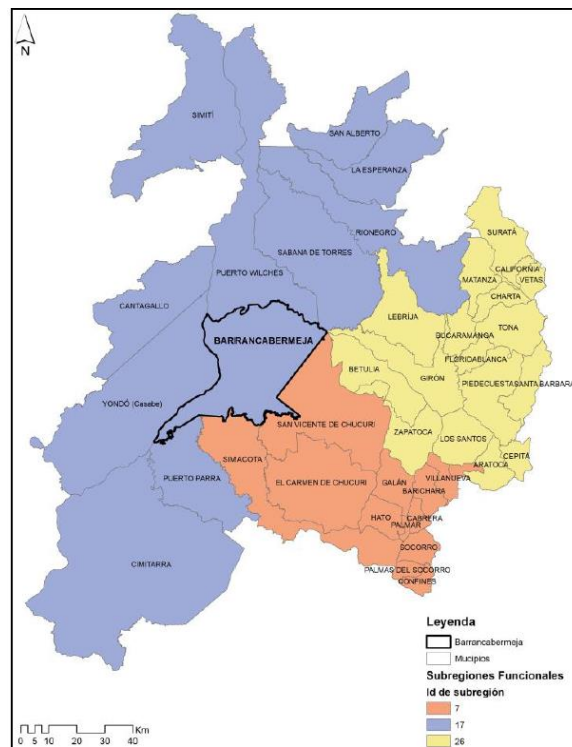 N
SIMITÍ
SAN ALBERTO
LA ESPERANZA
RIONEGRO
SURATÁ
SABANA DE TORRES
CALIFORNIA
PUERTO WILCHES
MATANZA
VETAS
CANTAGALLO
CHARTA
LEBRIJA
TONA
BARRANCABERMEJA
BUCARAMANGA
FLORIDABLANCA
BETULIA
GIRÓN
PIEDECUESTA
SANTA BARBARA
YONDÓ (Casabe)
SAN VICENTE DE CHUCURI
ZAPATOCA
LOS SANTOS
CEPITÁ
SIMACOTA
ARATOCA
PUERTO PARRA
EL CARMEN DE CHUCURI
GALÁN
VILLANUEVA
BARICHARA
HATO
CABRERA
PALMAR
CIMITARRA
SOCORRO
PALMAS DEL SOCORRO
CONFINES
Leyenda
Barrancabermeja
Mucipios
Subregiones Funcionales
Id de subregión
7
17
26
Km
0 5 10 20 30 40